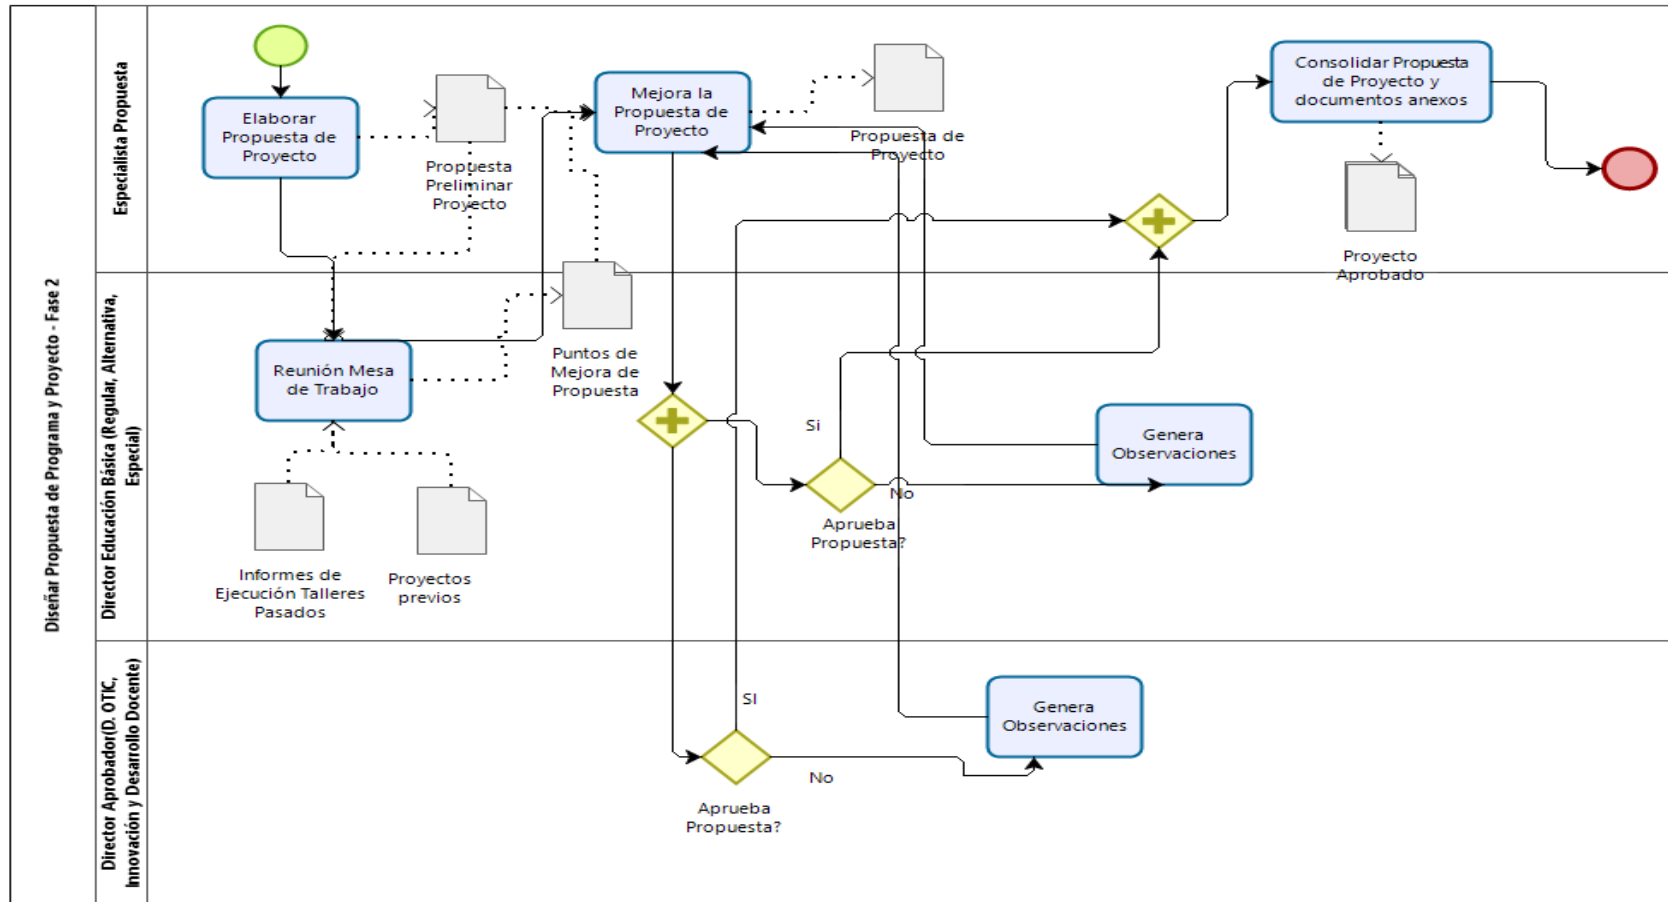 Diseñar Propuesta de Programa y Proyecto - Fase 2
Especialista Propuesta
Elaborar
Propuesta de
Proyecto
Propuesta
Preliminar
Proyecto
Mejora la
Propuesta de
Proyecto
Propuesta de
Proyecto
Consolidar Propuesta
de Proyecto y
documentos anexos
Proyecto
Aprobado
Director Educación Básica (Regular, Alternativa,
Especial)
Reunión Mesa
de Trabajo
Puntos de
Mejora de
Propuesta
Informes de
Ejecución Talleres
Pasados
Proyectos
previos
Si
No
Aprueba
Propuesta?
Genera
Observaciones
Director Aprobador(D. OTIC,
Innovación y Desarrollo Docente)
SI
No
Aprueba
Propuesta?
Genera
Observaciones